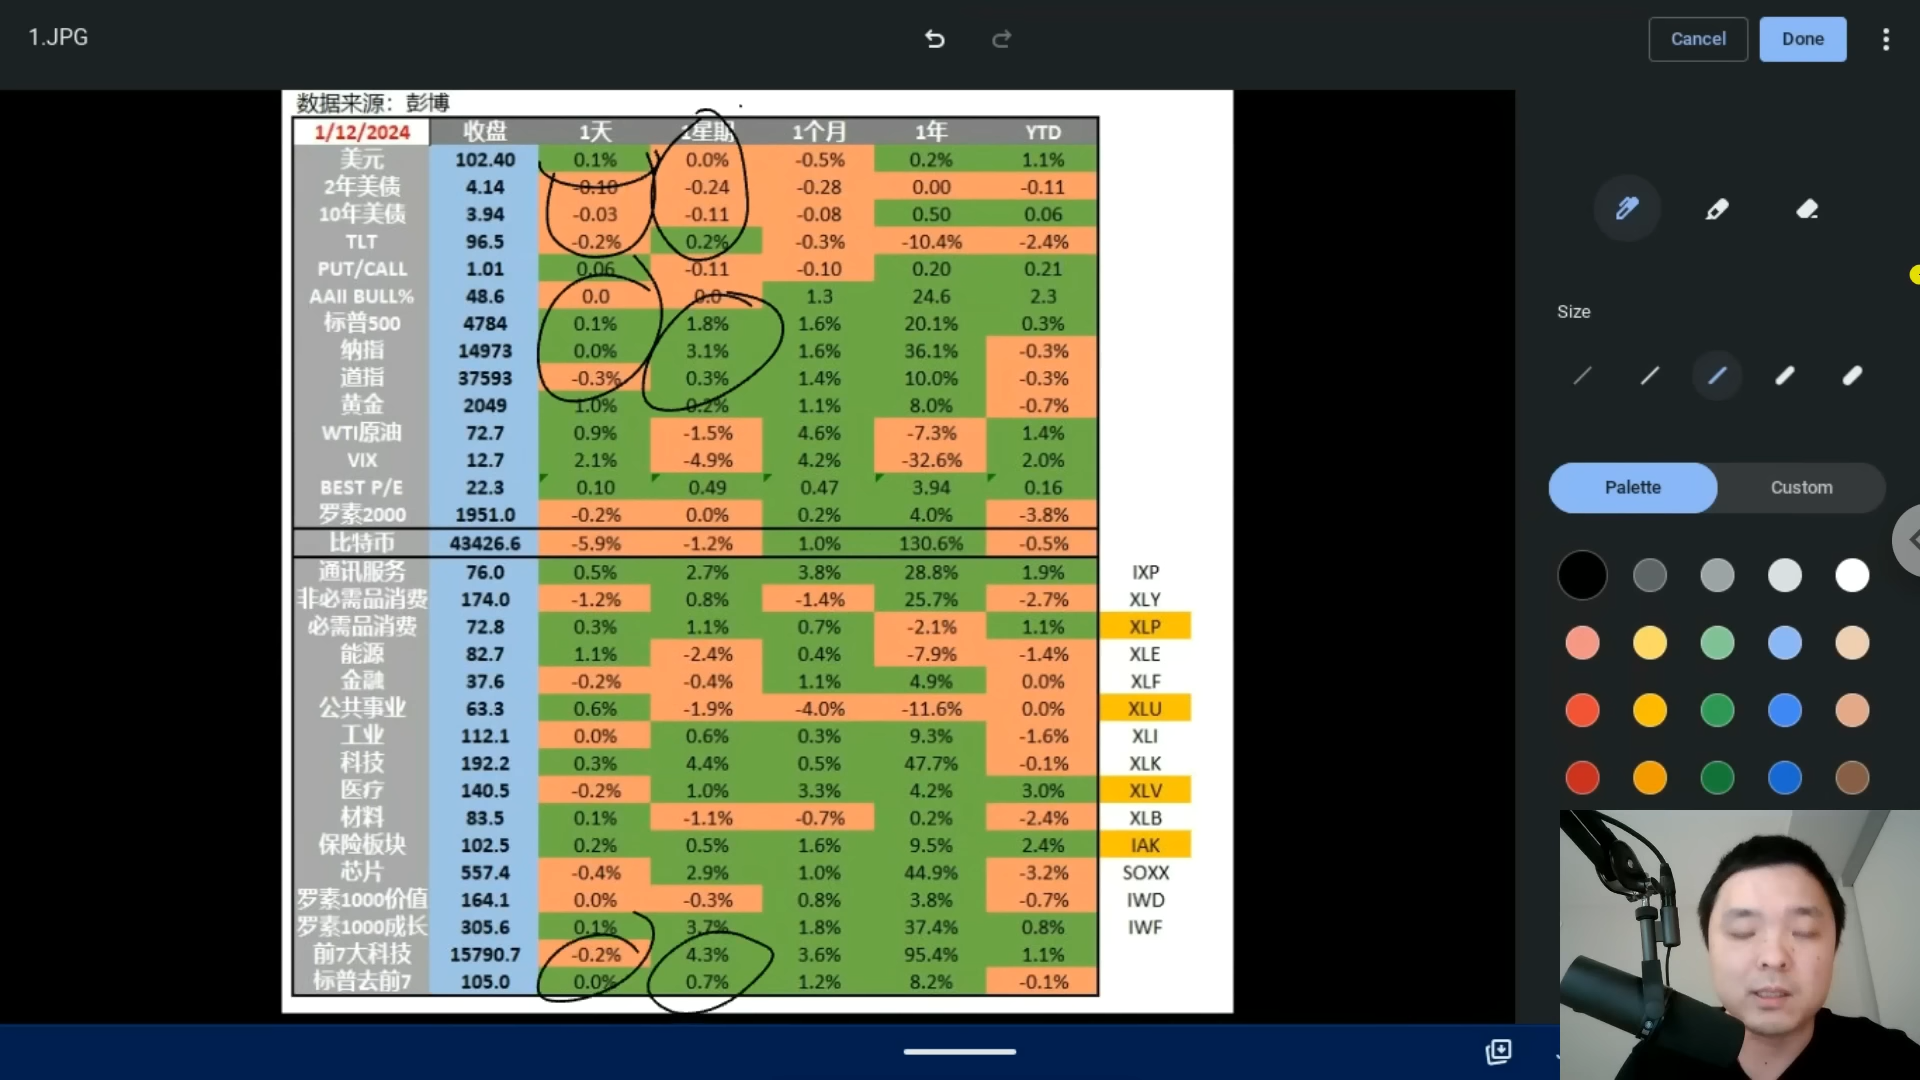 1.JPG
Cancel
Done
数据来源：彭博
1/12/2024 收盘 1天 1星期 1个月 1年 YTD
美元 102.40 0.1% 0.0% -0.5% 0.2% 1.1%
2年美债 4.14 -0.10 -0.24 -0.28 0.00 -0.11
10年美债 3.94 -0.03 -0.11 -0.08 0.50 0.06
TLT 96.5 -0.2% 0.2% -0.3% -10.4% -2.4%
PUT/CALL 1.01 0.06 -0.11 -0.10 0.20 0.21
AAII BULL% 48.6 0.0 0.0 1.3 24.6 2.3
标普500 4784 0.1% 1.8% 1.6% 20.1% 0.3%
纳指 14973 0.0% 3.1% 1.6% 36.1% -0.3%
道指 37593 -0.3% 0.3% 1.4% 10.0% -0.3%
黄金 2049 1.0% 0.2% 1.1% 8.0% -0.7%
WTI原油 72.7 0.9% -1.5% 4.6% -7.3% 1.4%
VIX 12.7 2.1% -4.9% 4.2% -32.6% 2.0%
BEST P/E 22.3 0.10 0.49 0.47 3.94 0.16
罗素2000 1951.0 -0.2% 0.0% 0.2% 4.0% -3.8%
比特币 43426.6 -5.9% -1.2% 1.0% 130.6% -0.5%
通讯服务 76.0 0.5% 2.7% 3.8% 28.8% 1.9% IXP
非必需品消费 174.0 -1.2% 0.8% -1.4% 25.7% -2.7% XLY
必需品消费 72.8 0.3% 1.1% 0.7% -2.1% 1.1% XLP
能源 82.7 1.1% -2.4% 0.4% -7.9% -1.4% XLE
金融 37.6 -0.2% -0.4% 1.1% 4.9% 0.0% XLF
公共事业 63.3 0.6% -1.9% -4.0% -11.6% 0.0% XLU
工业 112.1 0.0% 0.6% 0.3% 9.3% -1.6% XLI
科技 192.2 0.3% 4.4% 0.5% 47.7% -0.1% XLK
医疗 140.5 -0.2% 1.0% 3.3% 4.2% 3.0% XLV
材料 83.5 0.1% -1.1% -0.7% 0.2% -2.4% XLB
保险板块 102.5 0.2% 0.5% 1.6% 9.5% 2.4% IAK
芯片 557.4 -0.4% 2.9% 1.0% 44.9% -3.2% SOXX
罗素1000价值 164.1 0.0% -0.3% 0.8% 3.8% -0.7% IWD
罗素1000成长 305.6 0.1% 3.7% 1.8% 37.4% 0.8% IWF
前7大科技 15790.7 -0.2% 4.3% 3.6% 95.4% 1.1%
标普去前7 105.0 0.0% 0.7% 1.2% 8.2% -0.1%
Size
Palette
Custom